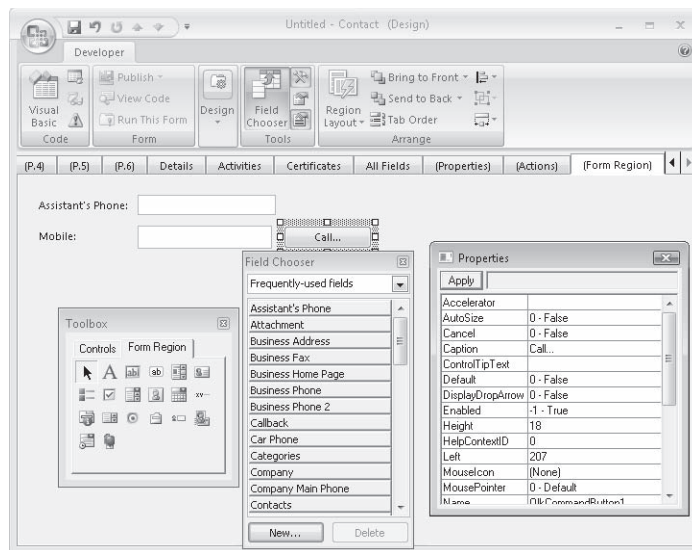 Untitled - Contact (Design)
Developer
Visual Basic
Publish
View Code
Run This Form
Design
Field Chooser
Region Layout
Bring to Front
Send to Back
Tab Order
Code
Form
Tools
Arrange
(P.4) (P.5) (P.6) Details Activities Certificates All Fields (Properties) (Actions) (Form Region)
Assistant's Phone:
Mobile:
Call...
Toolbox
Controls Form Region
A ab ab
xv
Field Chooser
Frequently-used fields
Assistant's Phone
Attachment
Business Address
Business Fax
Business Home Page
Business Phone
Business Phone 2
Callback
Car Phone
Categories
Company
Company Main Phone
Contacts
New... Delete
Properties
Apply
Accelerator
AutoSize 0 - False
Cancel 0 - False
Caption Call...
ControlTipText
Default 0 - False
DisplayDropArrow 0 - False
Enabled -1 - True
Height 18
HelpContextID 0
Left 207
MouseIcon (None)
MousePointer 0 - Default
Name OlkCommandButton1